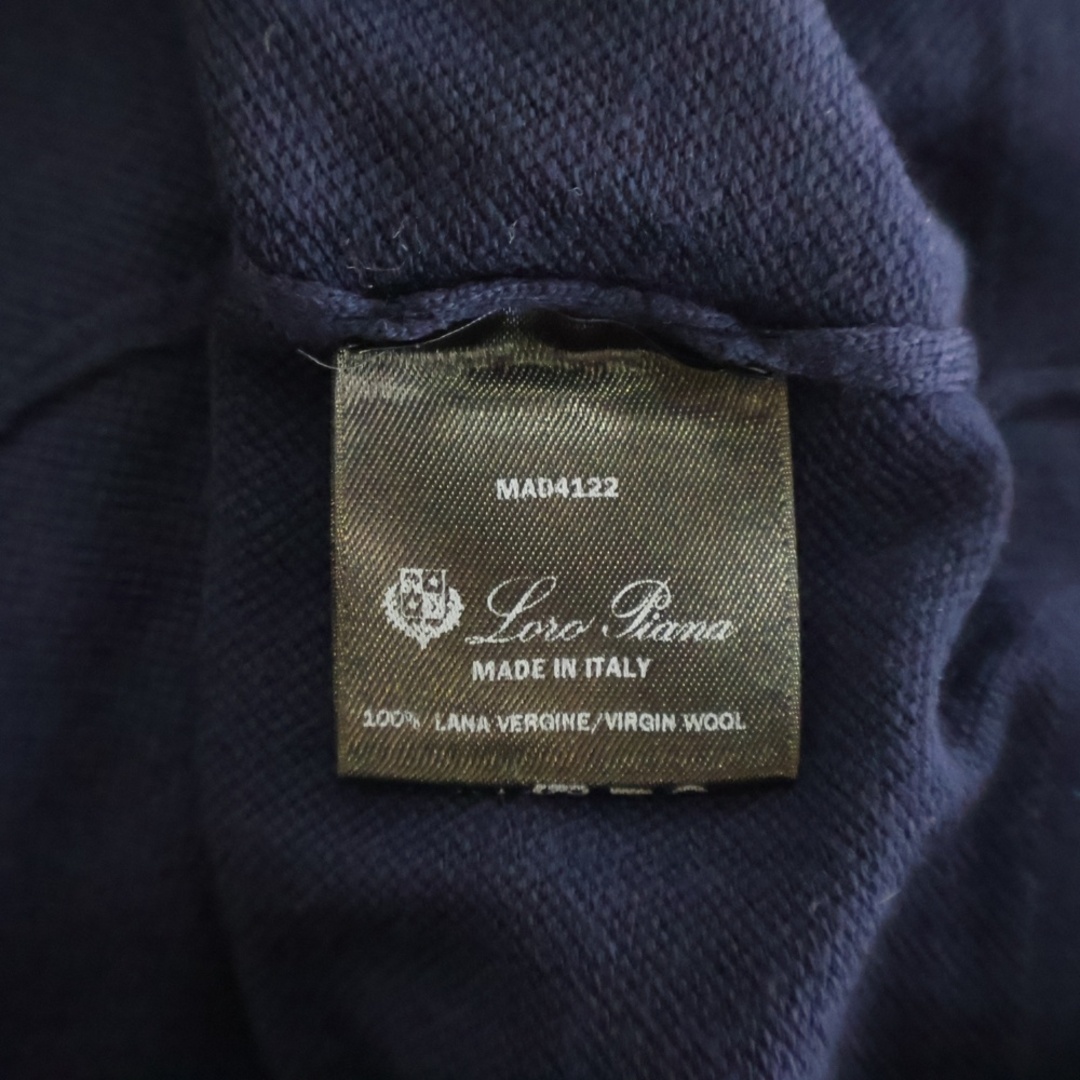 MAD4122
Loro Piana
MADE IN ITALY
100% LANA VERGINE/VIRGIN WOOL